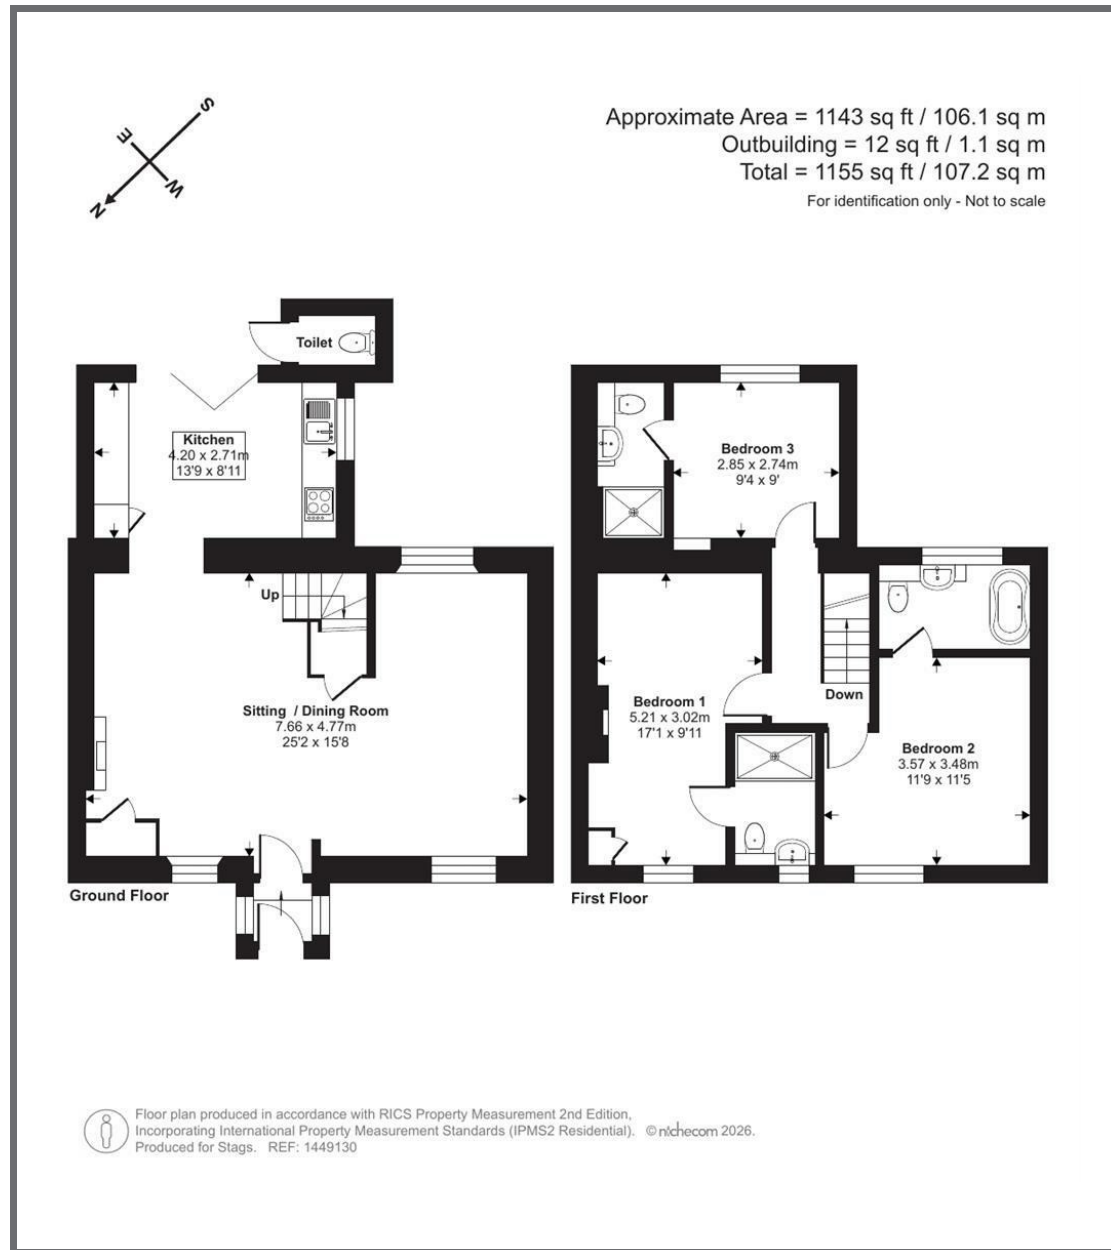 S
E
W
N
Approximate Area = 1143 sq ft / 106.1 sq m
Outbuilding = 12 sq ft / 1.1 sq m
Total = 1155 sq ft / 107.2 sq m
For identification only - Not to scale
Toilet
Kitchen
4.20 x 2.71m
13'9 x 8'11
Up
Sitting / Dining Room
7.66 x 4.77m
25'2 x 15'8
Ground Floor
Bedroom 3
2.85 x 2.74m
9'4 x 9'
Bedroom 1
5.21 x 3.02m
17'1 x 9'11
Down
Bedroom 2
3.57 x 3.48m
11'9 x 11'5
First Floor
Floor plan produced in accordance with RICS Property Measurement 2nd Edition,
Incorporating International Property Measurement Standards (IPMS2 Residential). © nichecom 2026.
Produced for Stags. REF: 1449130